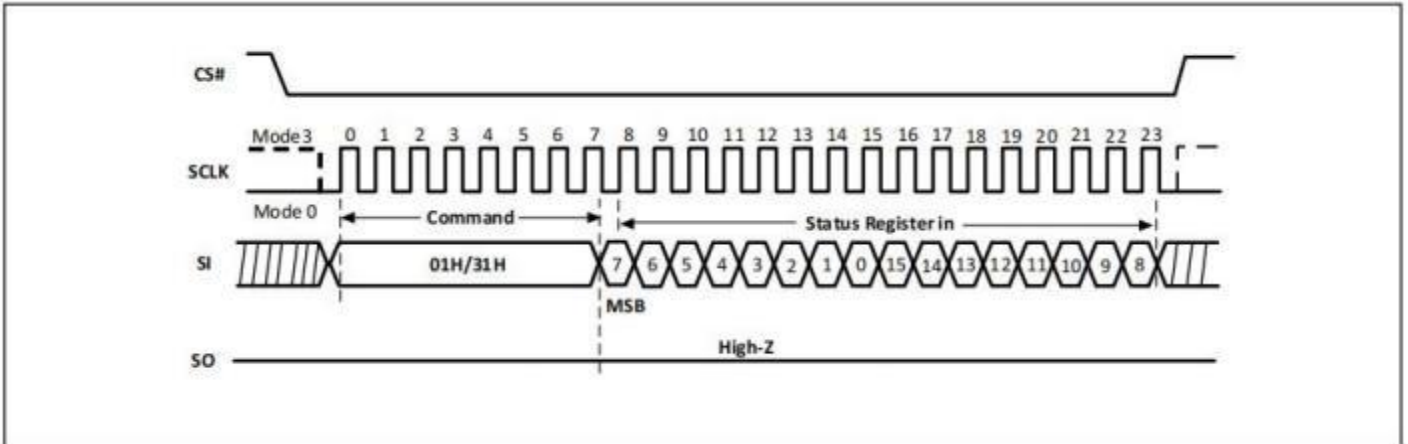 CS#
Mode 3 0 1 2 3 4 5 6 7 8 9 10 11 12 13 14 15 16 17 18 19 20 21 22 23
SCLK
Mode 0 Command Status Register in
SI 01H/31H 7 6 5 4 3 2 1 0 15 14 13 12 11 10 9 8
MSB
High-Z
SO